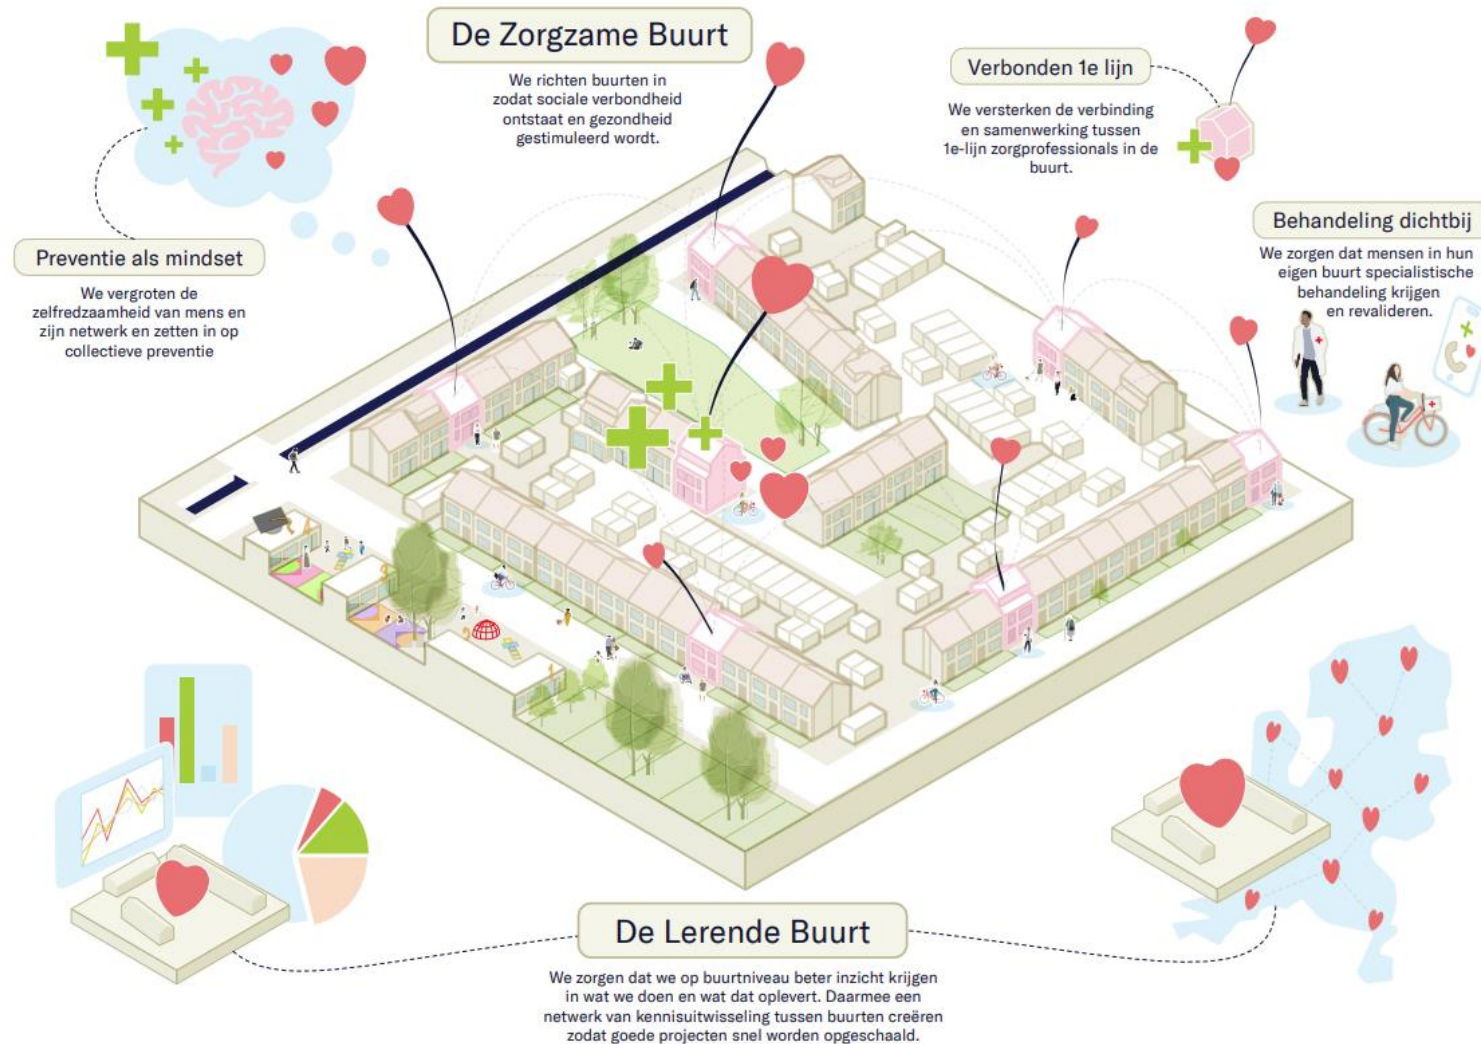 De Zorgzame Buurt
We richten buurten in
zodat sociale verbondheid
ontstaat en gezondheid
gestimuleerd wordt.
Verbonden 1e lijn
We versterken de verbinding
en samenwerking tussen
1e-lijn zorgprofessionals in de
buurt.
Behandeling dichtbij
We zorgen dat mensen in hun
eigen buurt specialistische
behandeling krijgen
en revalideren.
Preventie als mindset
We vergroten de
zelfredzaamheid van mens en
zijn netwerk en zetten in op
collectieve preventie
De Lerende Buurt
We zorgen dat we op buurtniveau beter inzicht krijgen
in wat we doen en wat dat oplevert. Daarmee een
netwerk van kennisuitwisseling tussen buurten creëren
zodat goede projecten snel worden opgeschaald.